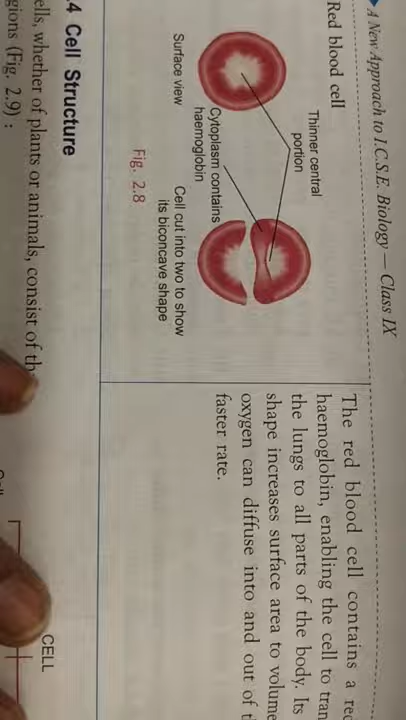 A New Approach to I.C.S.E. Biology — Class IX
Red blood cell
Thinner central
portion
Cytoplasm contains
haemoglobin
Surface view
Cell cut into two to show
its biconcave shape
Fig. 2.8
The red blood cell contains a
haemoglobin, enabling the cell to
the lungs to all parts of the body. Its
shape increases surface area to volume
oxygen can diffuse into and out of
faster rate.
.4 Cell Structure
ells, whether of plants or animals, consist of
gions (Fig. 2.9) :
CELL